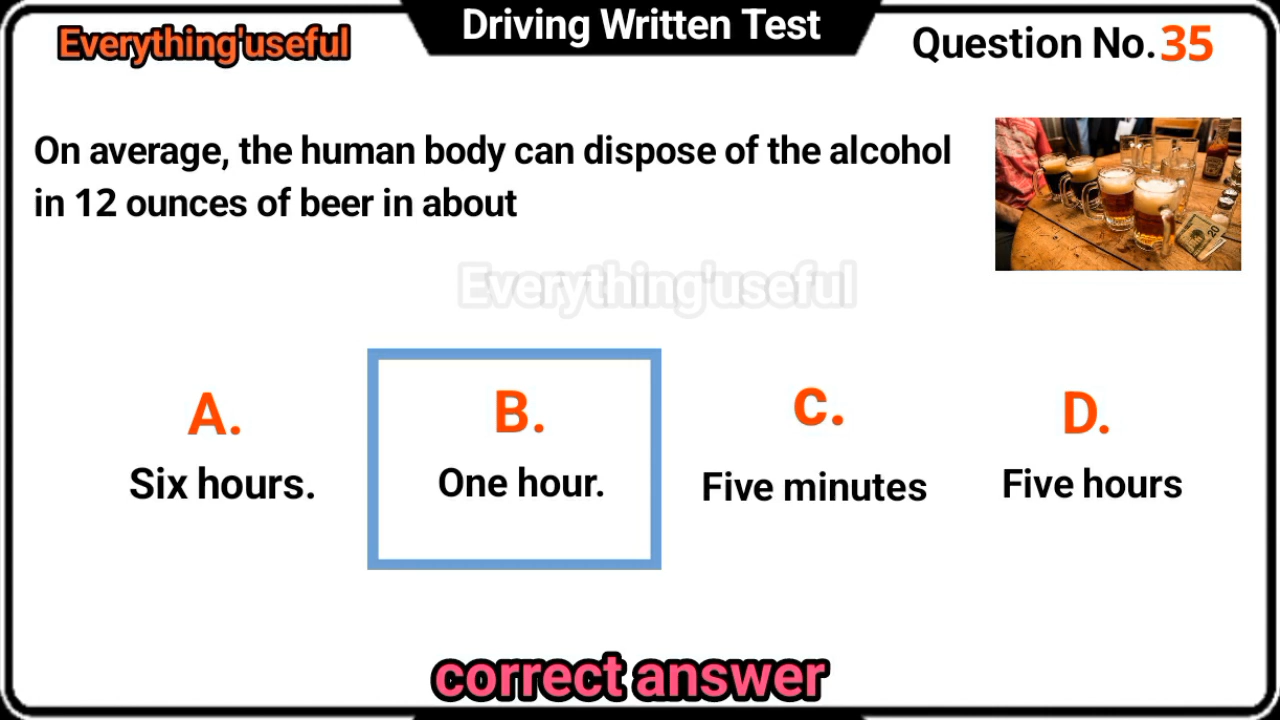 Everything'useful
Driving Written Test
Question No.35
On average, the human body can dispose of the alcohol
in 12 ounces of beer in about
20
Everything'useful
A.
Six hours.
B.
One hour.
C.
Five minutes
D.
Five hours
correct answer